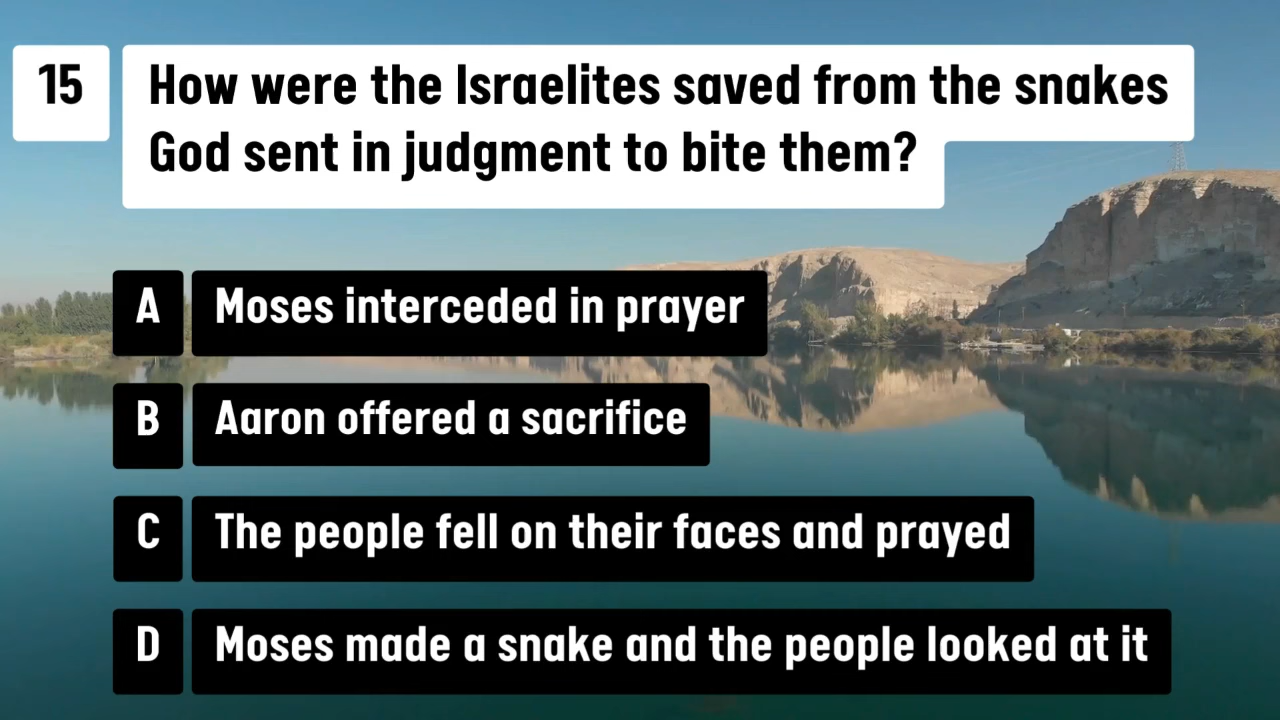 15
How were the Israelites saved from the snakes
God sent in judgment to bite them?
A Moses interceded in prayer
B Aaron offered a sacrifice
C The people fell on their faces and prayed
D Moses made a snake and the people looked at it